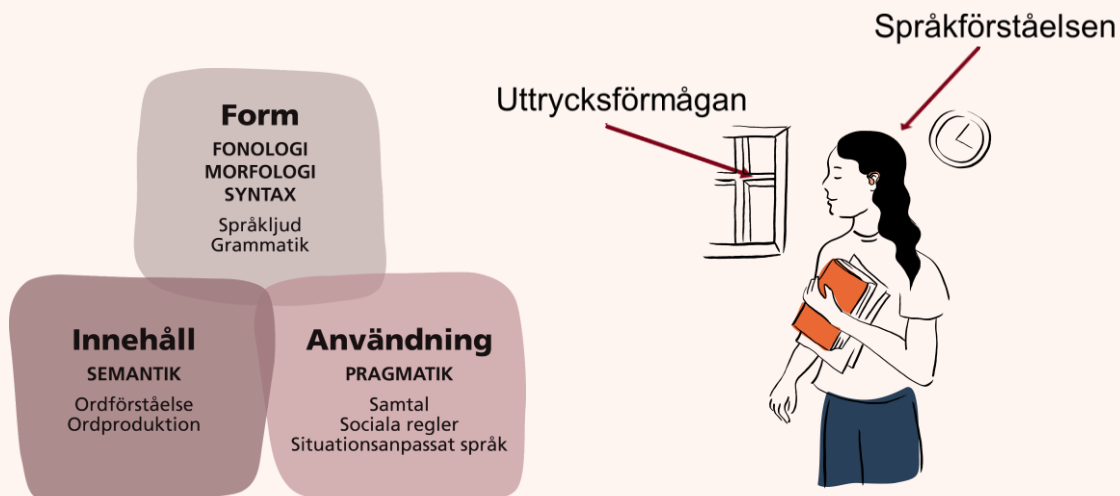 Form
FONOLOGI
MORFOLOGI
SYNTAX
Språkljud
Grammatik
Innehåll
SEMANTIK
Ordförståelse
Ordproduktion
Användning
PRAGMATIK
Samtal
Sociala regler
Situationsanpassat språk
Språkförståelsen
Uttrycksförmågan